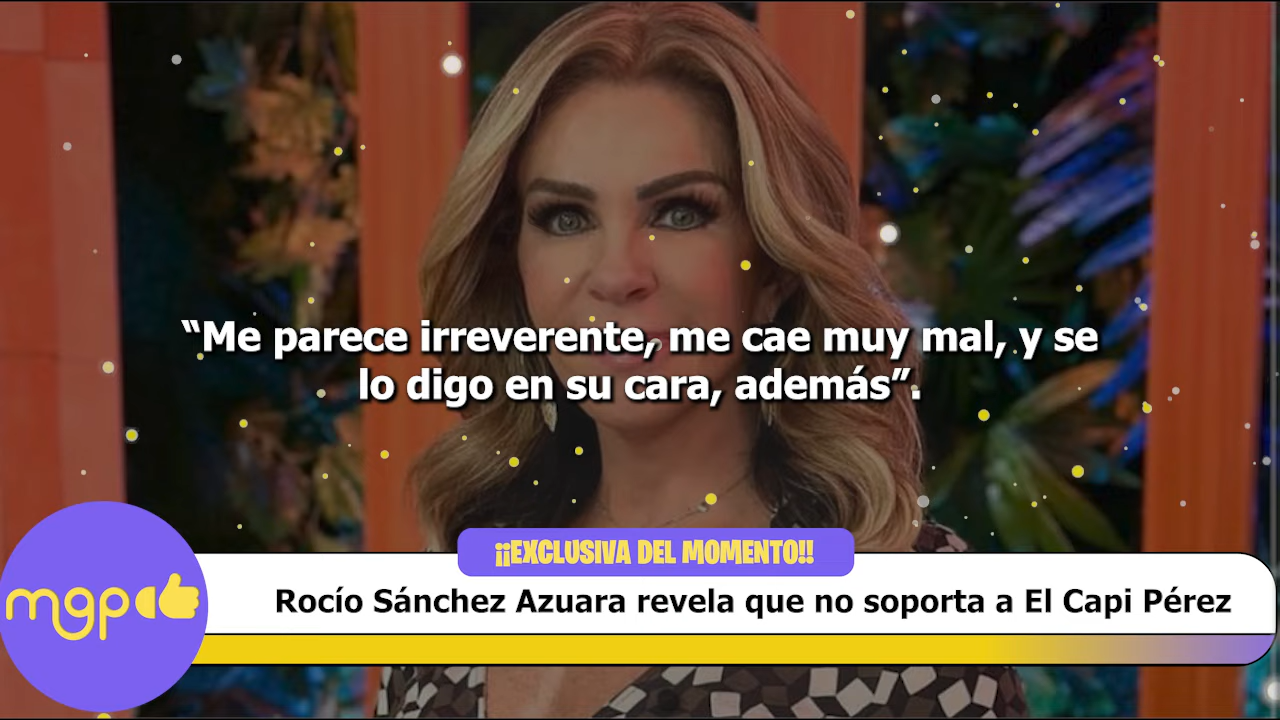 “Me parece irreverente, me cae muy mal, y se
lo digo en su cara, además”.
¡¡EXCLUSIVA DEL MOMENTO!!
mgp
Rocío Sánchez Azuara revela que no soporta a El Capi Pérez